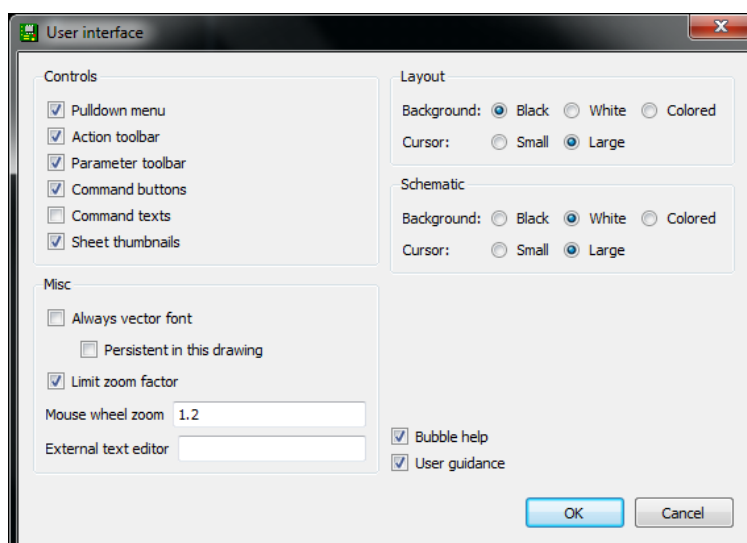 User interface
Controls
Pulldown menu
Action toolbar
Parameter toolbar
Command buttons
Command texts
Sheet thumbnails
Misc
Always vector font
Persistent in this drawing
Limit zoom factor
Mouse wheel zoom 1.2
External text editor
Layout
Background: Black White Colored
Cursor: Small Large
Schematic
Background: Black White Colored
Cursor: Small Large
Bubble help
User guidance
OK Cancel